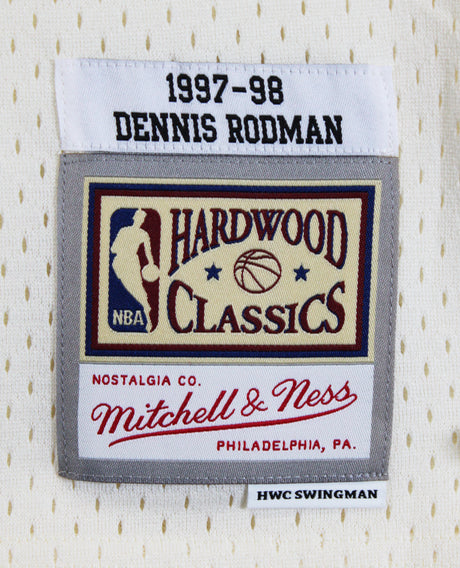 1997-98
DENNIS RODMAN
HARDWOOD
CLASSICS
NBA
NOSTALGIA CO.
Mitchell & Ness
PHILADELPHIA, PA.
HWC SWINGMAN